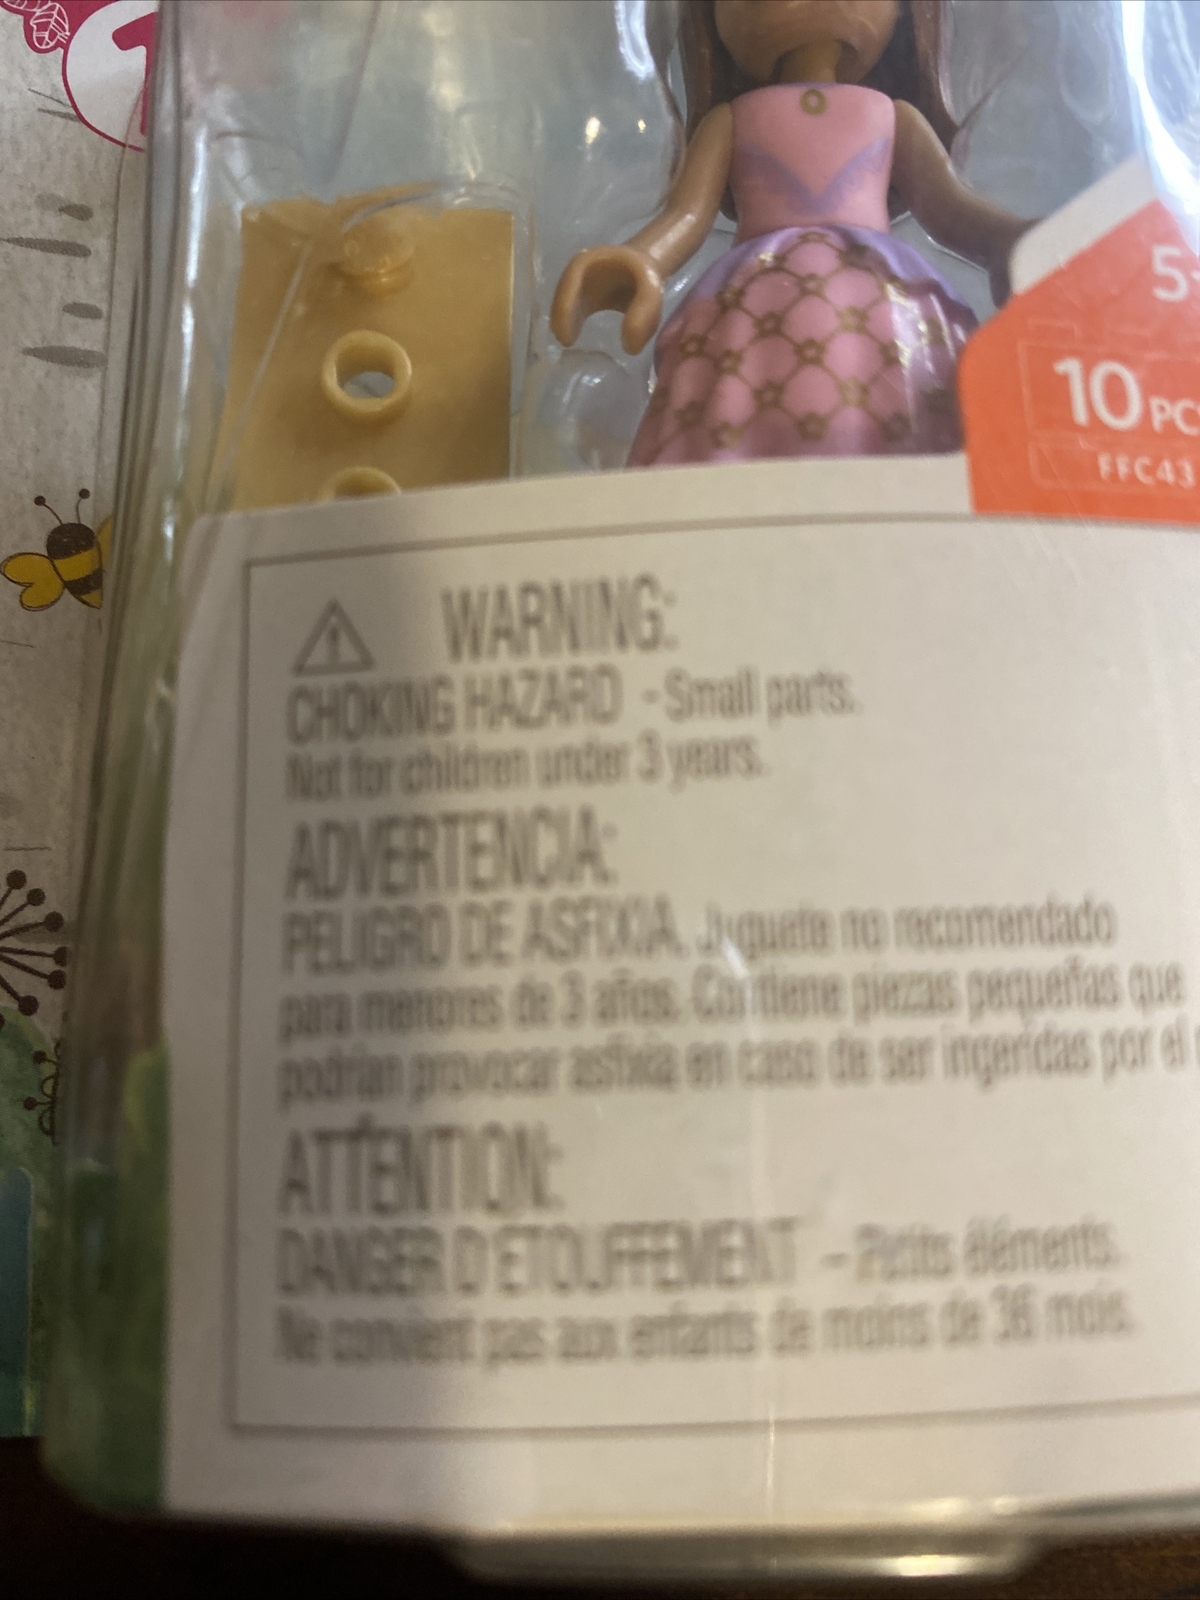 5+
10 PC
FFC43
WARNING:
CHOKING HAZARD - Small parts.
Not for children under 3 years.
ADVERTENCIA:
PELIGRO DE ASFIXIA. Juguete no recomendado
para menores de 3 años. Contiene piezas pequeñas que
podrían provocar asfixia en caso de ser ingeridas por el
ATTENTION:
DANGER D'ÉTOUFFEMENT - Petits éléments.
Ne convient pas aux enfants de moins de 36 mois.